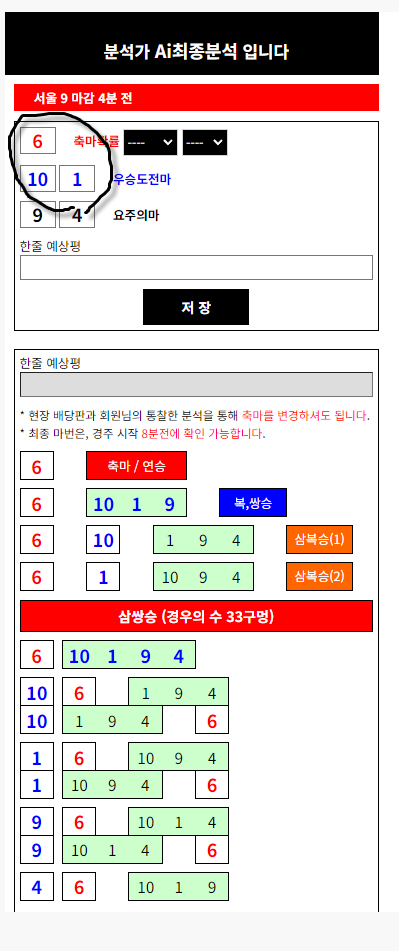 분석가 Ai최종분석 입니다
서울 9 마감 4분 전
6 축마확률 ---- ----
10 1 우승도전마
9 4 요주의마
한줄 예상평
저 장
한줄 예상평
* 현장 배당판과 회원님의 통찰한 분석을 통해 축마를 변경하셔도 됩니다.
* 최종 마번은, 경주 시작 8분전에 확인 가능합니다.
6 축마 / 연승
6 10 1 9 복,쌍승
6 10 1 9 4 삼복승(1)
6 1 10 9 4 삼복승(2)
삼쌍승 (경우의 수 33구멍)
6 10 1 9 4
10 6 1 9 4
10 1 9 4 6
1 6 10 9 4
1 10 9 4 6
9 6 10 1 4
9 10 1 4 6
4 6 10 1 9